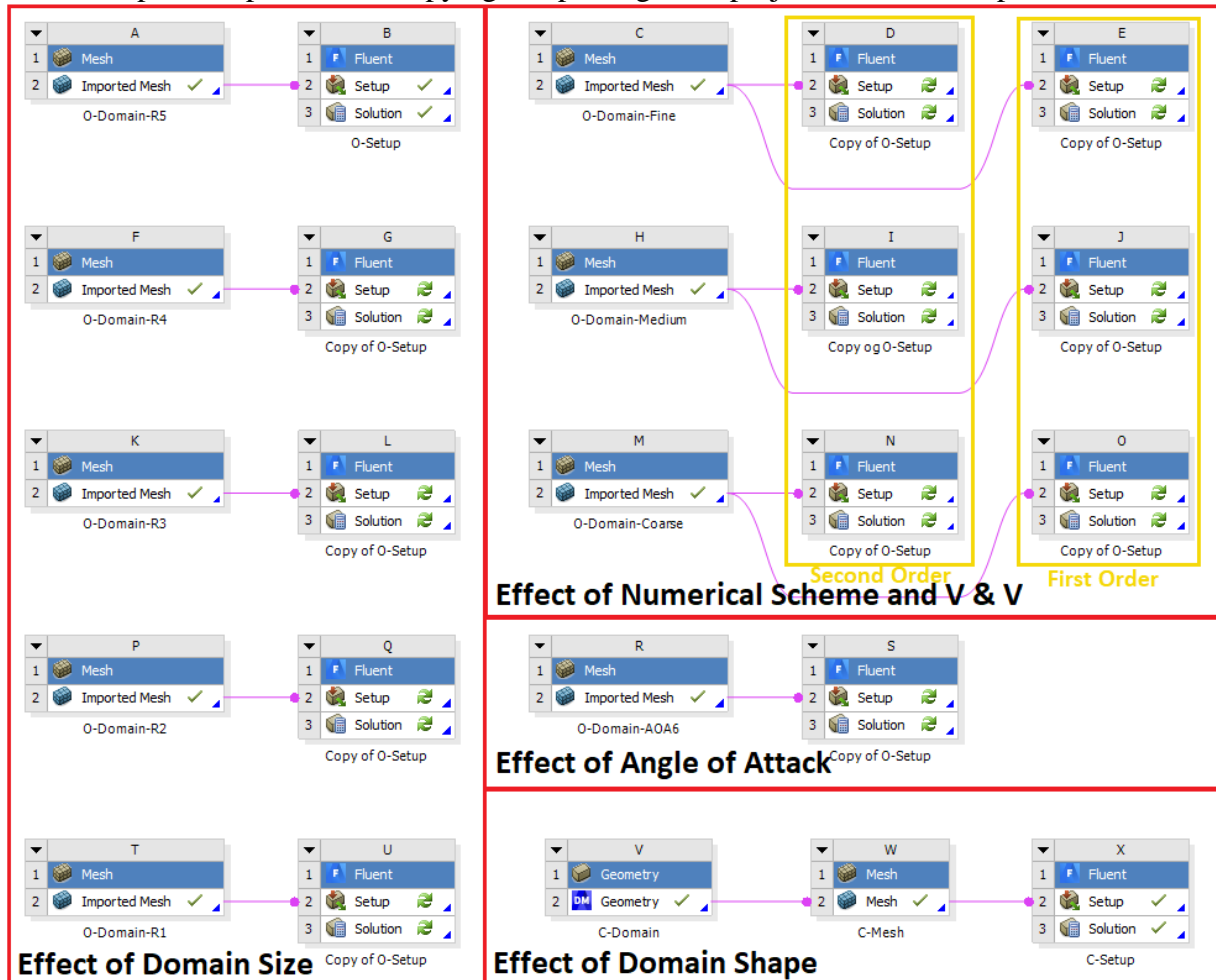 A
1 Mesh
2 Imported Mesh
O-Domain-R5
B
1 F Fluent
2 Setup
3 Solution
O-Setup
F
1 Mesh
2 Imported Mesh
O-Domain-R4
G
1 F Fluent
2 Setup
3 Solution
Copy of O-Setup
K
1 Mesh
2 Imported Mesh
O-Domain-R3
L
1 F Fluent
2 Setup
3 Solution
Copy of O-Setup
P
1 Mesh
2 Imported Mesh
O-Domain-R2
Q
1 F Fluent
2 Setup
3 Solution
Copy of O-Setup
T
1 Mesh
2 Imported Mesh
O-Domain-R1
U
1 F Fluent
2 Setup
3 Solution
Copy of O-Setup
Effect of Domain Size
C
1 Mesh
2 Imported Mesh
O-Domain-Fine
D
1 F Fluent
2 Setup
3 Solution
Copy of O-Setup
E
1 F Fluent
2 Setup
3 Solution
Copy of O-Setup
H
1 Mesh
2 Imported Mesh
O-Domain-Medium
I
1 F Fluent
2 Setup
3 Solution
Copy og O-Setup
J
1 F Fluent
2 Setup
3 Solution
Copy of O-Setup
M
1 Mesh
2 Imported Mesh
O-Domain-Coarse
N
1 F Fluent
2 Setup
3 Solution
Copy of O-Setup
O
1 F Fluent
2 Setup
3 Solution
Copy of O-Setup
Second Order
First Order
Effect of Numerical Scheme and V & V
R
1 Mesh
2 Imported Mesh
O-Domain-AOA6
S
1 F Fluent
2 Setup
3 Solution
Copy of O-Setup
Effect of Angle of Attack
V
1 Geometry
2 DM Geometry
C-Domain
W
1 Mesh
2 Mesh
C-Mesh
X
1 F Fluent
2 Setup
3 Solution
C-Setup
Effect of Domain Shape